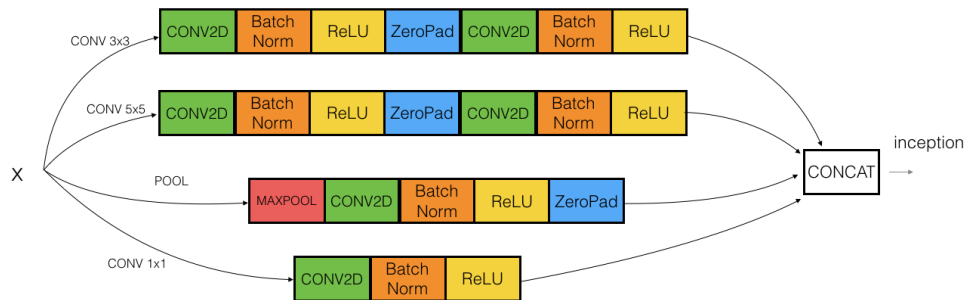 CONV 3x3
CONV2D Batch Norm ReLU ZeroPad CONV2D Batch Norm ReLU
CONV 5x5
CONV2D Batch Norm ReLU ZeroPad CONV2D Batch Norm ReLU
inception
X
CONCAT
POOL
MAXPOOL CONV2D Batch Norm ReLU ZeroPad
CONV 1x1
CONV2D Batch Norm ReLU